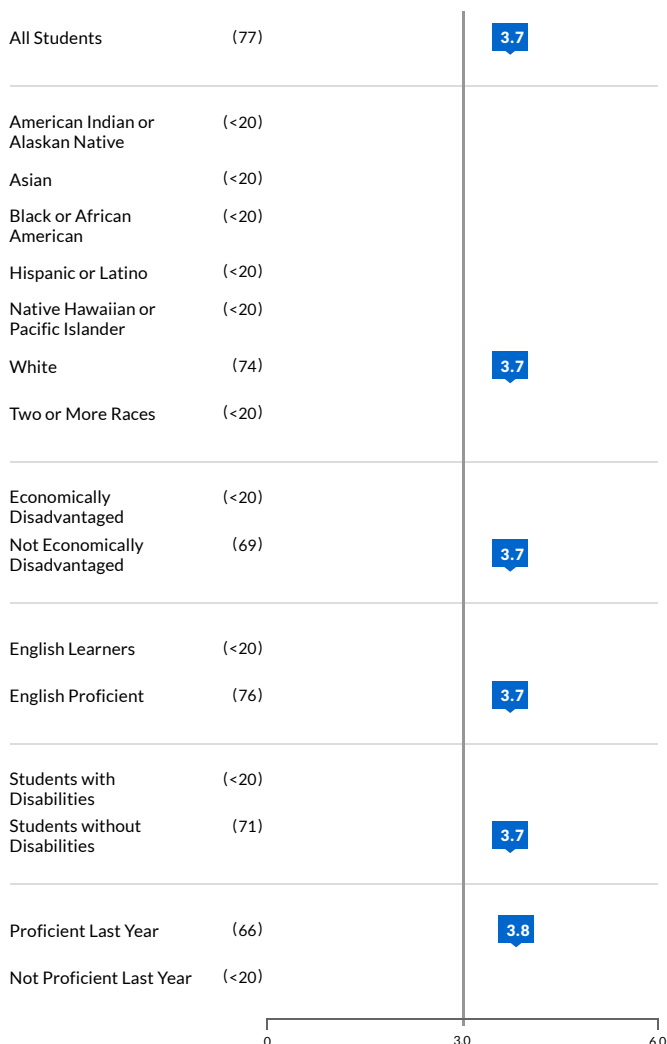 All Students (77) 3.7
American Indian or (<20)
Alaskan Native
Asian (<20)
Black or African (<20)
American
Hispanic or Latino (<20)
Native Hawaiian or (<20)
Pacific Islander
White (74) 3.7
Two or More Races (<20)
Economically (<20)
Disadvantaged
Not Economically (69) 3.7
Disadvantaged
English Learners (<20)
English Proficient (76) 3.7
Students with (<20)
Disabilities
Students without (71) 3.7
Disabilities
Proficient Last Year (66) 3.8
Not Proficient Last Year (<20)
0 3.0 6.0